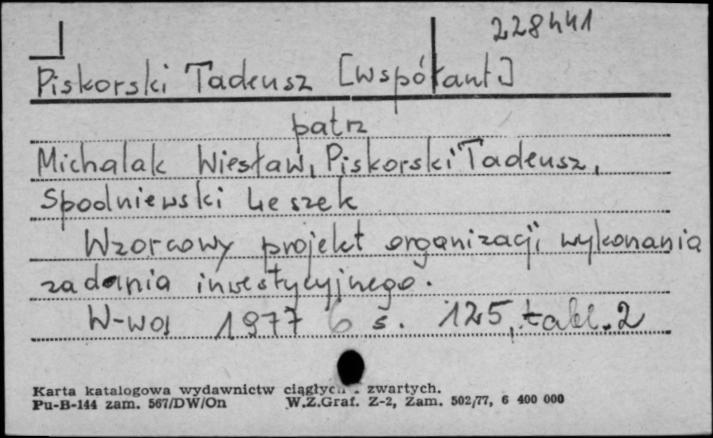 228441
Piskorski Tadeusz [współaut]
patrz
Michalak Wiesław, Piskorski Tadeusz,
Spodniewski Leszek
Wzorcowy projekt organizacji wykonania
zadania inwestycyjnego.
W-wa 1977 6 s. 125, tabl. 2
Karta katalogowa wydawnictw ciągłych i zwartych.
Pu-B-144 zam. 567/DW/On W.Z.Graf. Z-2, Zam. 502/77, 6 400 000